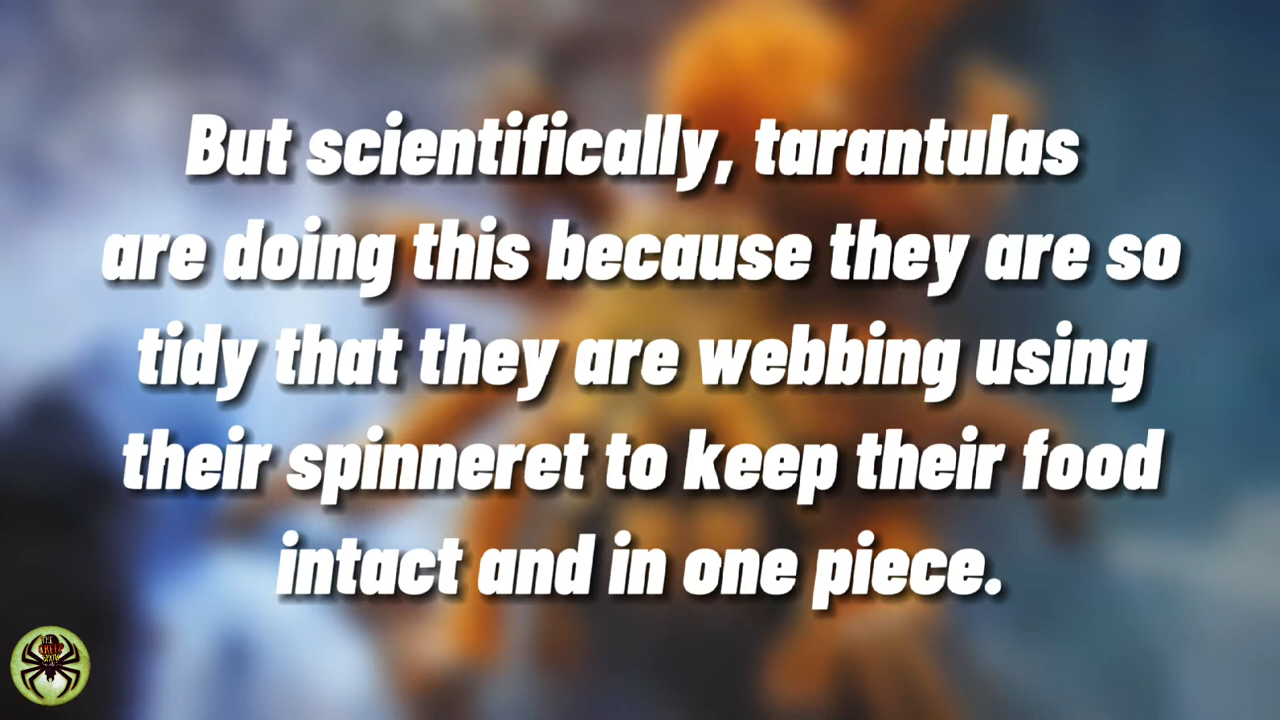 But scientifically, tarantulas
are doing this because they are so
tidy that they are webbing using
their spinneret to keep their food
intact and in one piece.
THE